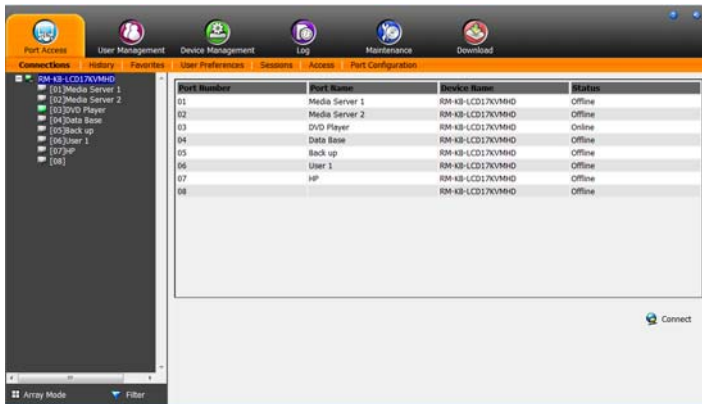 Port Access User Management Device Management Log Maintenance Download
Connections History Favorites User Preferences Sessions Access Port Configuration
RM-KB-LCD17KVMHD
[01]Media Server 1
[02]Media Server 2
[03]DVD Player
[04]Data Base
[05]Back up
[06]User 1
[07]HP
[08]
Port Number Port Name Device Name Status
01 Media Server 1 RM-KB-LCD17KVMHD Offline
02 Media Server 2 RM-KB-LCD17KVMHD Offline
03 DVD Player RM-KB-LCD17KVMHD Online
04 Data Base RM-KB-LCD17KVMHD Offline
05 Back up RM-KB-LCD17KVMHD Offline
06 User 1 RM-KB-LCD17KVMHD Offline
07 HP RM-KB-LCD17KVMHD Offline
08 RM-KB-LCD17KVMHD Offline
Connect
Array Mode Filter